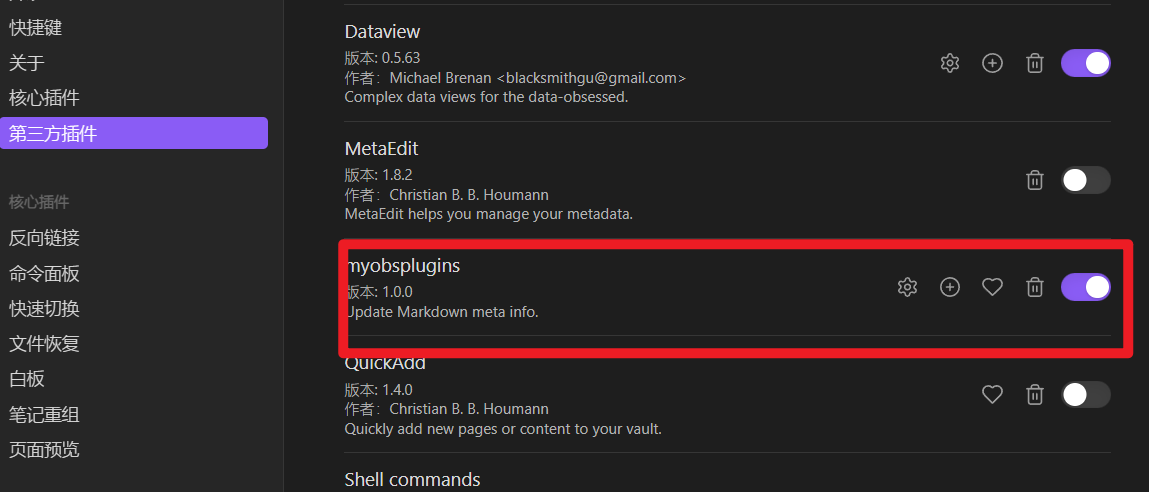 快捷键
关于
核心插件
第三方插件
核心插件
反向链接
命令面板
快速切换
文件恢复
白板
笔记重组
页面预览
Dataview
版本: 0.5.63
作者：Michael Brenan <blacksmithgu@gmail.com>
Complex data views for the data-obsessed.
MetaEdit
版本: 1.8.2
作者：Christian B. B. Houmann
MetaEdit helps you manage your metadata.
myobsplugins
版本: 1.0.0
Update Markdown meta info.
QuickAdd
版本: 1.4.0
作者：Christian B. B. Houmann
Quickly add new pages or content to your vault.
Shell commands